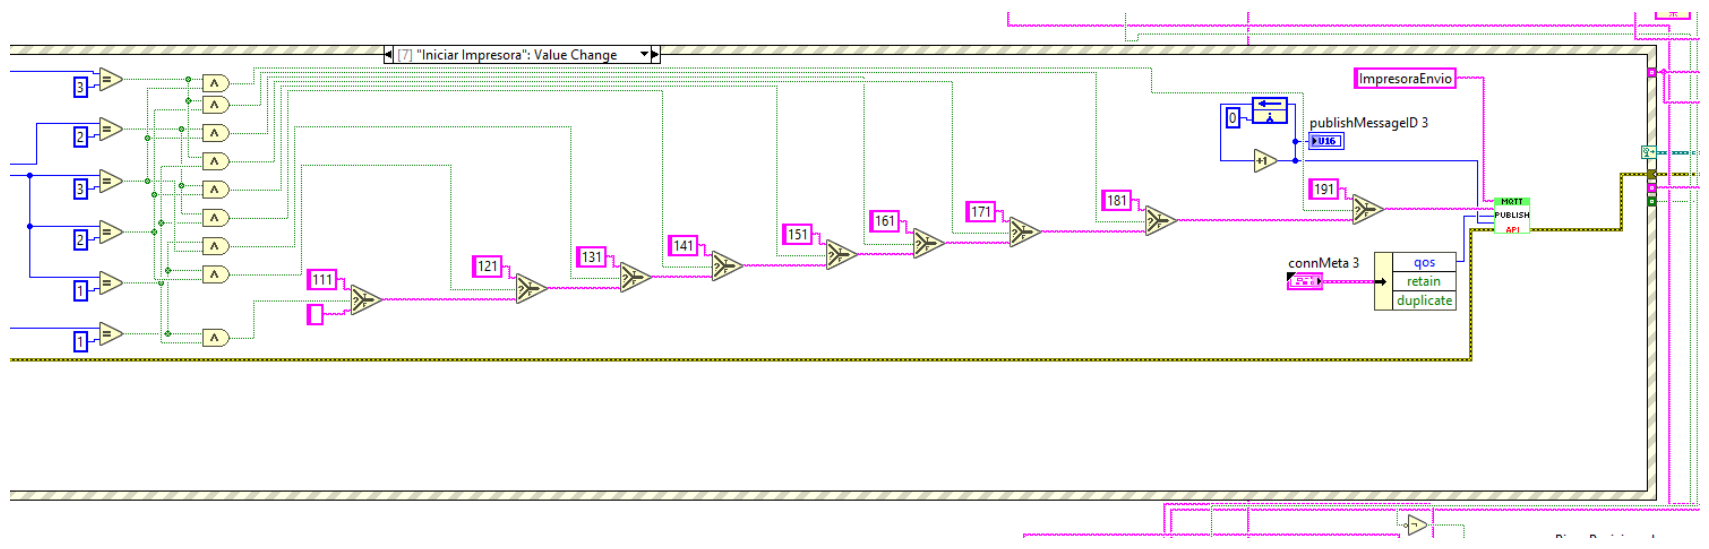 [7] "Iniciar Impresora": Value Change
3
2
3
2
1
1
111
121
131
141
151
161
171
181
191
ImpresoraEnvio
0
publishMessageID 3
U16
+1
MQTT
PUBLISH
API
connMeta 3
qos
retain
duplicate